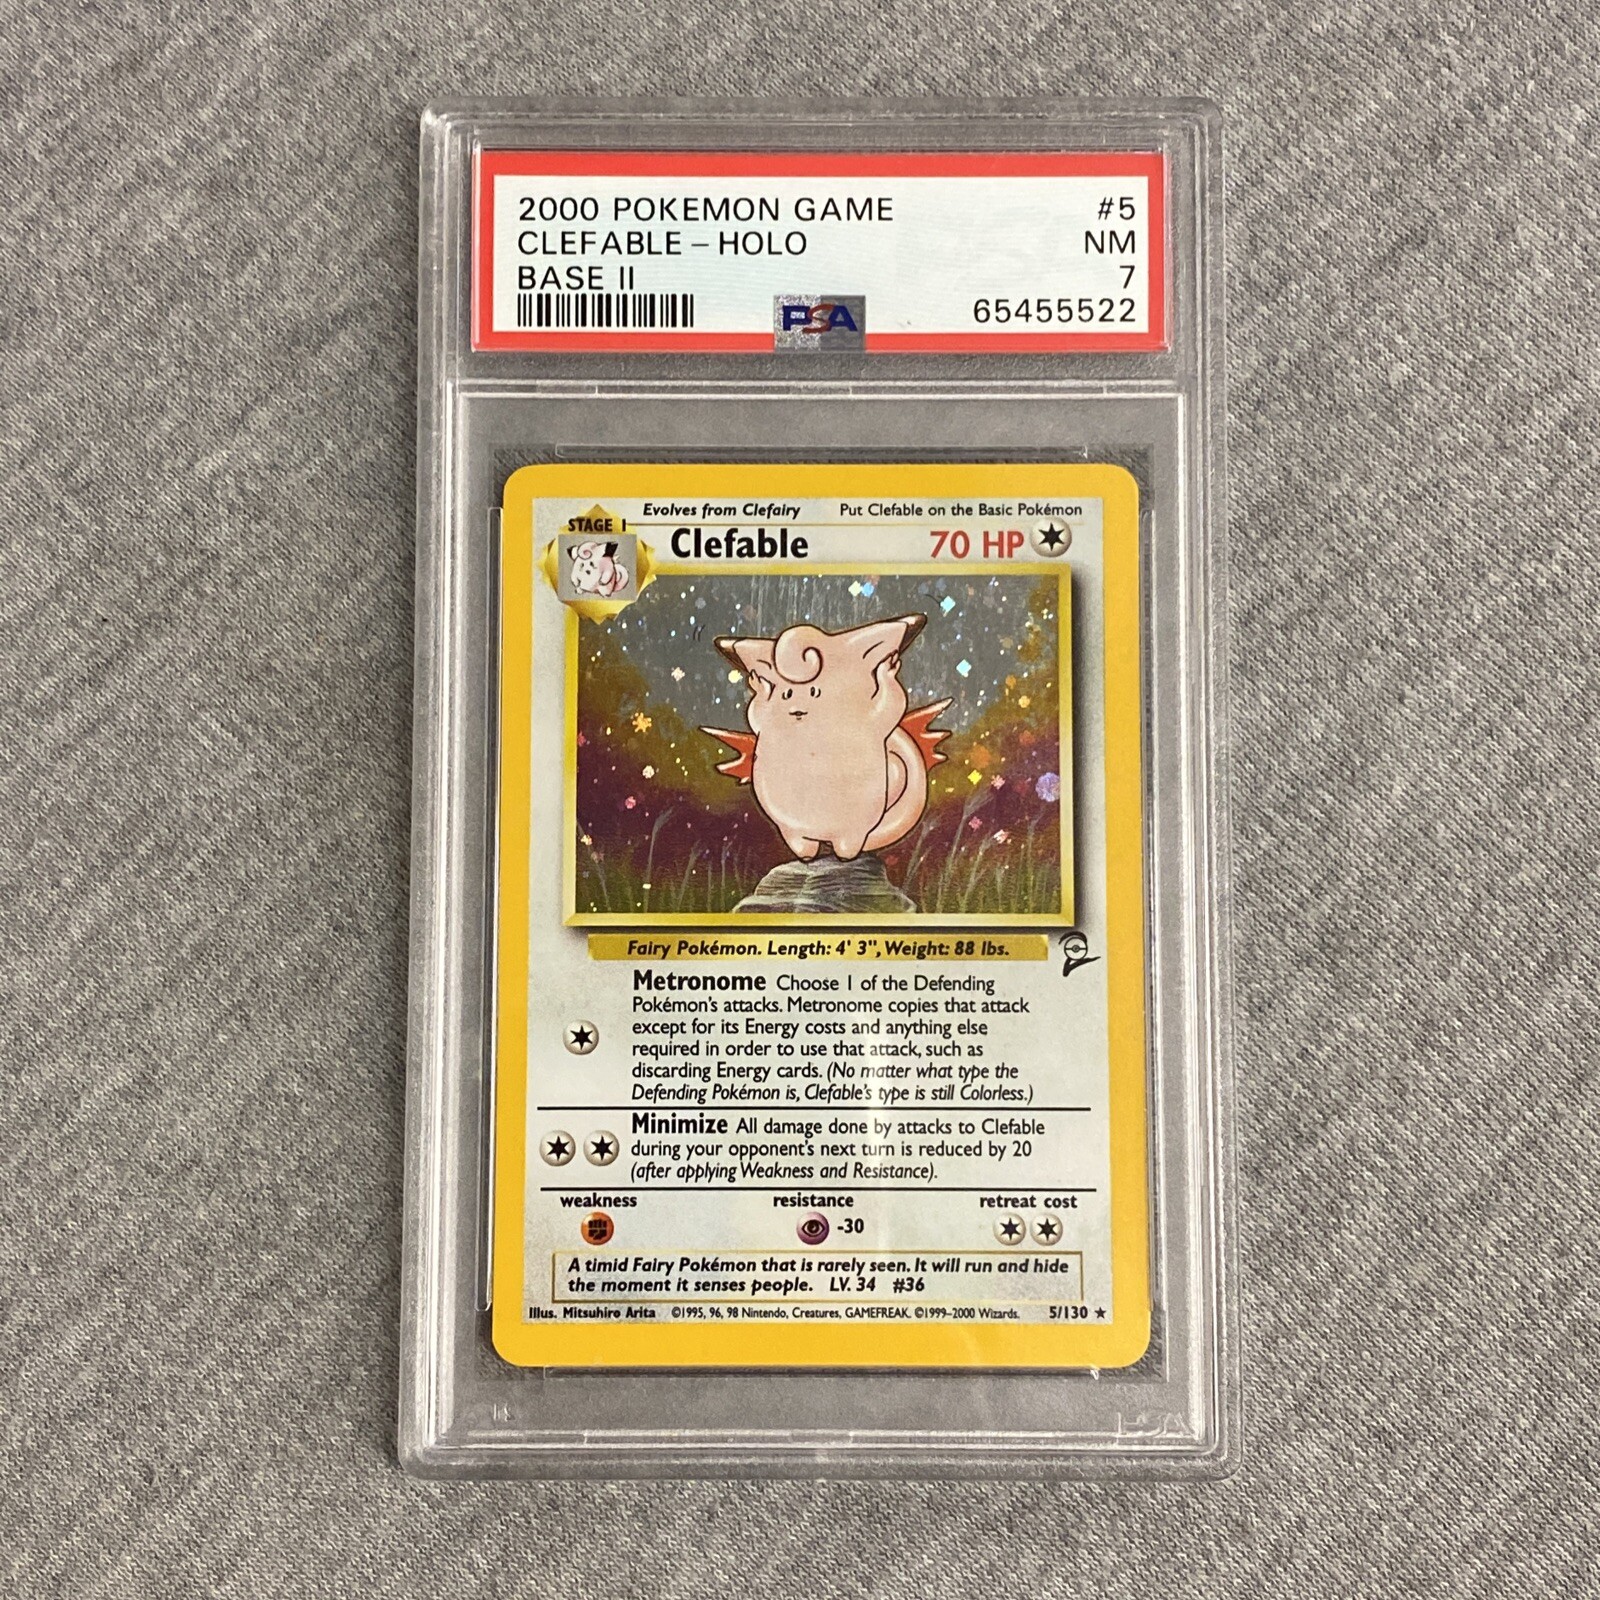 2000 POKEMON GAME #5
CLEFABLE - HOLO NM
BASE II 7
PSA 65455522
Evolves from Clefairy Put Clefable on the Basic Pokémon
STAGE 1
Clefable 70 HP
Fairy Pokémon. Length: 4' 3", Weight: 88 lbs.
Metronome Choose 1 of the Defending
Pokémon's attacks. Metronome copies that attack
except for its Energy costs and anything else
required in order to use that attack, such as
discarding Energy cards. (No matter what type the
Defending Pokémon is, Clefable's type is still Colorless.)
Minimize All damage done by attacks to Clefable
during your opponent's next turn is reduced by 20
(after applying Weakness and Resistance).
weakness resistance retreat cost
-30
A timid Fairy Pokémon that is rarely seen. It will run and hide
the moment it senses people. LV. 34 #36
Illus. Mitsuhiro Arita ©1995, 96, 98 Nintendo, Creatures, GAMEFREAK. ©1999-2000 Wizards. 5/130 ★
PSA